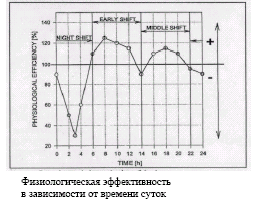 EARLY SHIFT
MIDDLE SHIFT
NIGHT SHIFT
+
-
140
120
100
80
60
40
20
PHYSIOLOGICAL EFFICIENCY [%]
0 2 3 4 6 8 10 12 14 16 18 20 22 24
TIME [h]
Физиологическая эффективность
в зависимости от времени суток